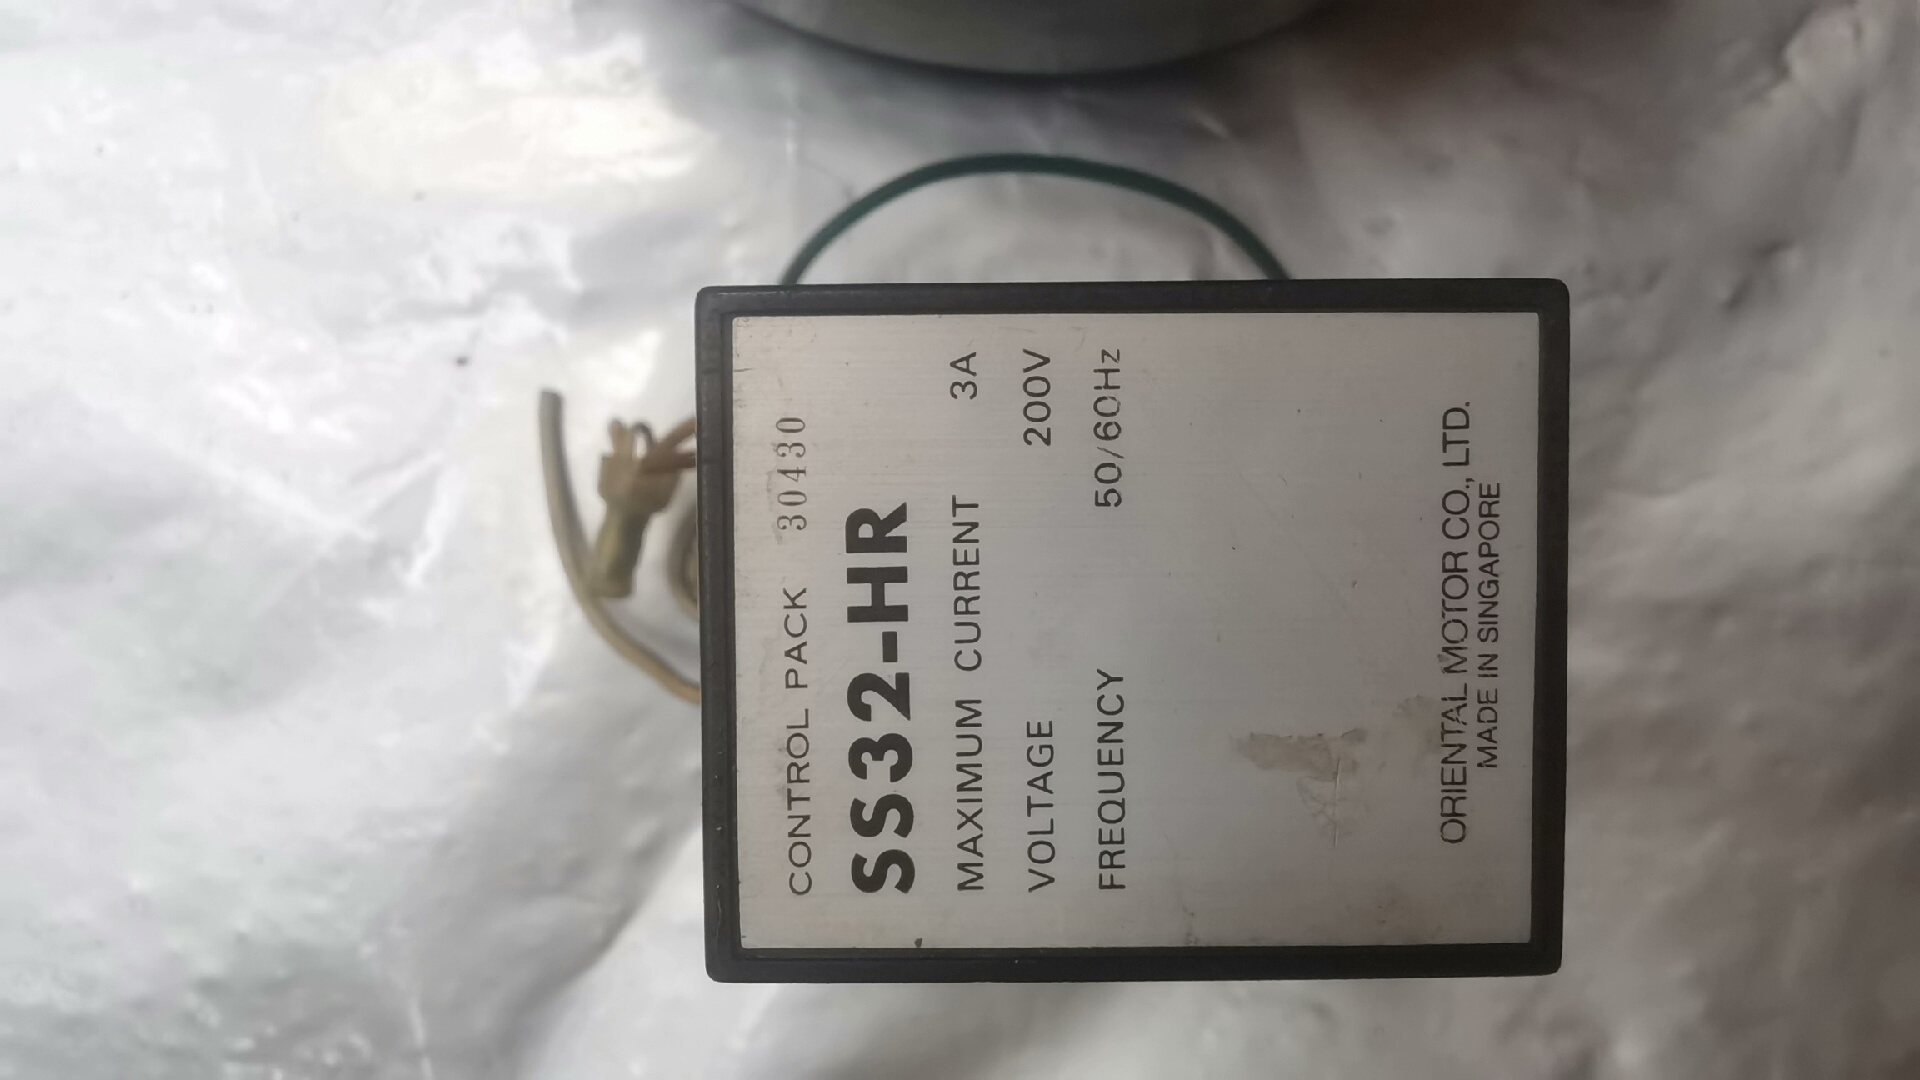 CONTROL PACK 30430
SS32-HR
MAXIMUM CURRENT 3A
VOLTAGE 200V
FREQUENCY 50/60Hz
ORIENTAL MOTOR CO., LTD.
MADE IN SINGAPORE